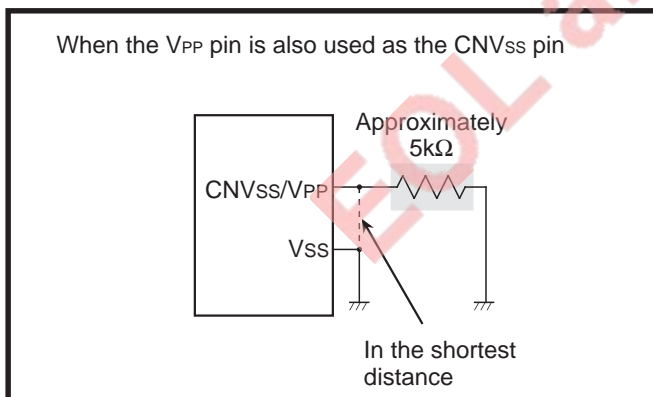 When the VPP pin is also used as the CNVSS pin
Approximately
5kΩ
CNVSS/VPP
VSS
In the shortest
distance
EOL a